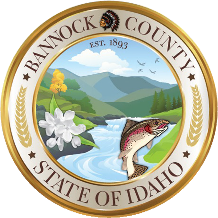 BANNOCK COUNTY
EST. 1893
STATE OF IDAHO